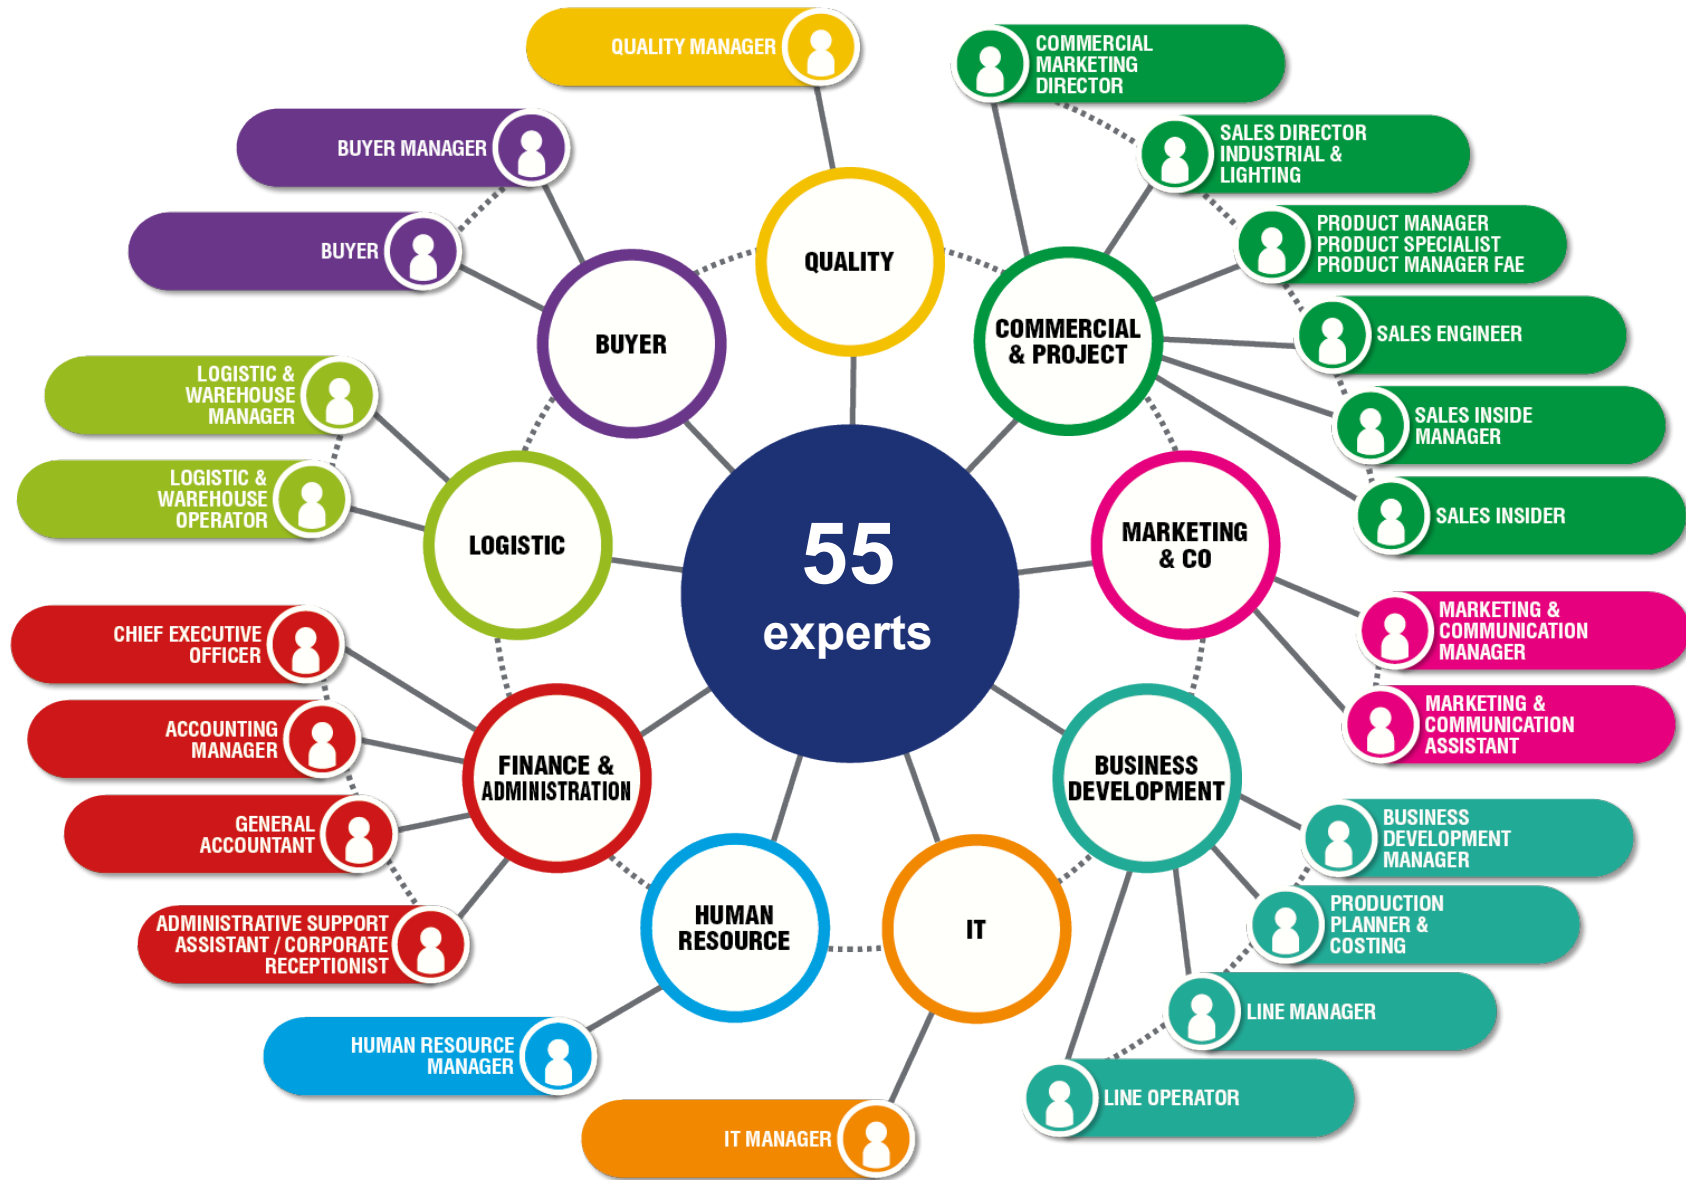 QUALITY MANAGER
COMMERCIAL
MARKETING
DIRECTOR
BUYER MANAGER
SALES DIRECTOR
INDUSTRIAL &
LIGHTING
BUYER
PRODUCT MANAGER
PRODUCT SPECIALIST
PRODUCT MANAGER FAE
QUALITY
BUYER
COMMERCIAL
& PROJECT
SALES ENGINEER
LOGISTIC &
WAREHOUSE
MANAGER
SALES INSIDE
MANAGER
LOGISTIC &
WAREHOUSE
OPERATOR
SALES INSIDER
LOGISTIC
55
experts
MARKETING
& CO
CHIEF EXECUTIVE
OFFICER
MARKETING &
COMMUNICATION
MANAGER
ACCOUNTING
MANAGER
MARKETING &
COMMUNICATION
ASSISTANT
FINANCE &
ADMINISTRATION
BUSINESS
DEVELOPMENT
GENERAL
ACCOUNTANT
BUSINESS
DEVELOPMENT
MANAGER
ADMINISTRATIVE SUPPORT
ASSISTANT / CORPORATE
RECEPTIONIST
HUMAN
RESOURCE
IT
PRODUCTION
PLANNER &
COSTING
LINE MANAGER
HUMAN RESOURCE
MANAGER
LINE OPERATOR
IT MANAGER